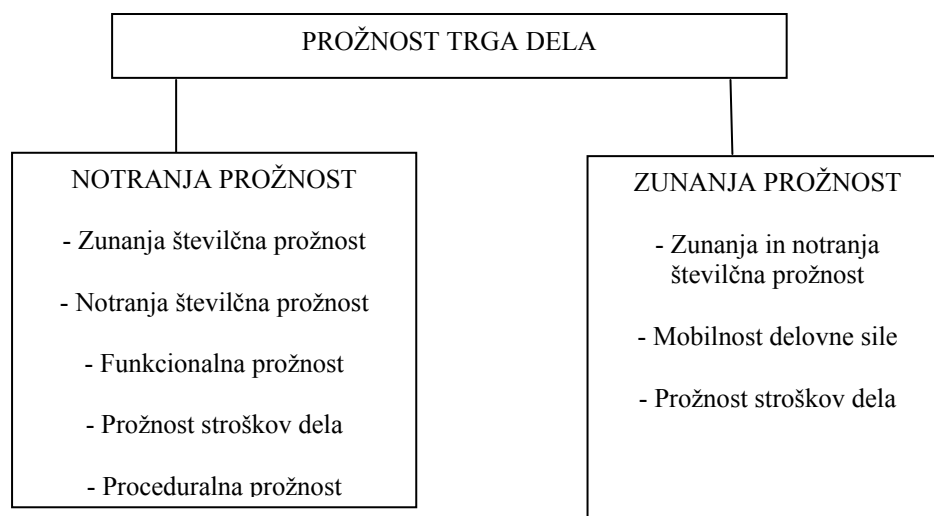 PROŽNOST TRGA DELA
NOTRANJA PROŽNOST
- Zunanja številčna prožnost
- Notranja številčna prožnost
- Funkcionalna prožnost
- Prožnost stroškov dela
- Proceduralna prožnost
ZUNANJA PROŽNOST
- Zunanja in notranja
številčna prožnost
- Mobilnost delovne sile
- Prožnost stroškov dela